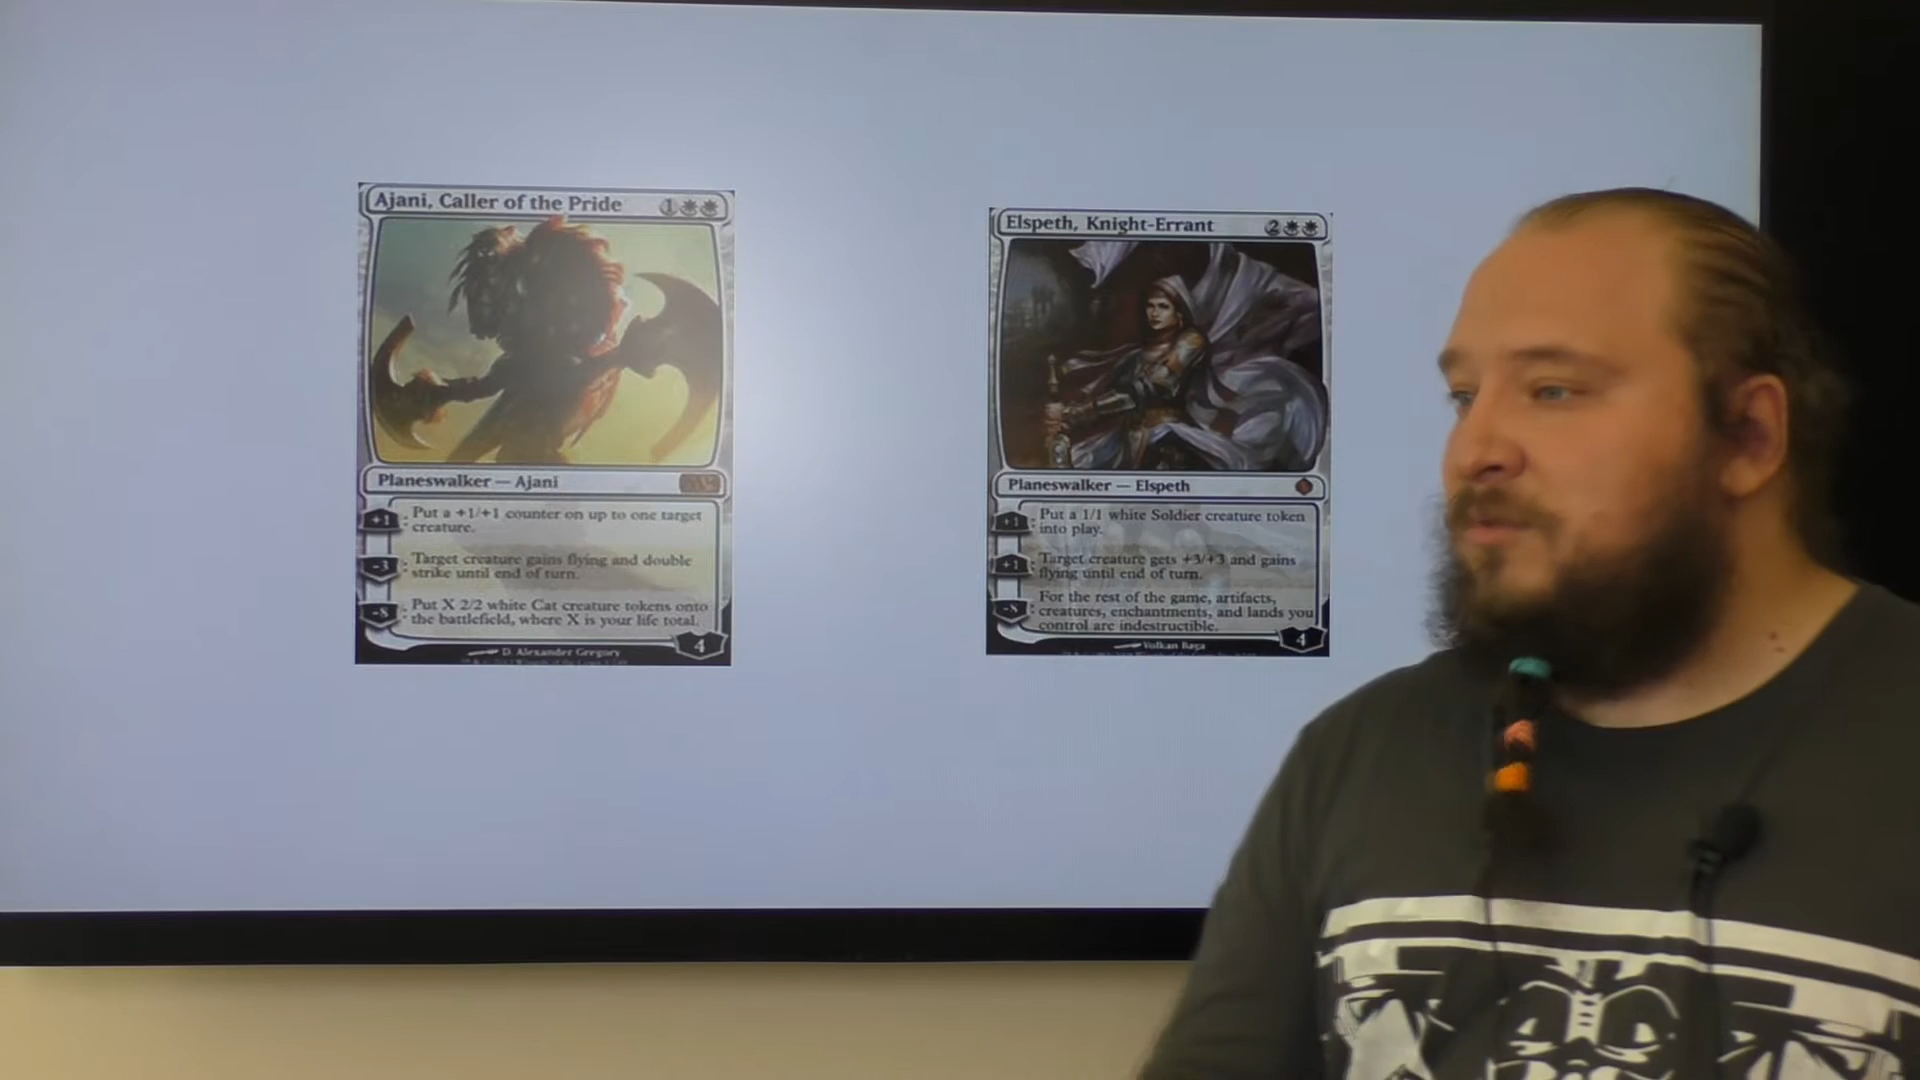 Ajani, Caller of the Pride 1
Planeswalker — Ajani
+1: Put a +1/+1 counter on up to one target
creature.
-3: Target creature gains flying and double
strike until end of turn.
-8: Put X 2/2 white Cat creature tokens onto
the battlefield, where X is your life total.
4
D. Alexander Gregory
Elspeth, Knight-Errant 2
Planeswalker — Elspeth
+1: Put a 1/1 white Soldier creature token
into play.
+1: Target creature gets +3/+3 and gains
flying until end of turn.
-8: For the rest of the game, artifacts,
creatures, enchantments, and lands you
control are indestructible.
4
Volkan Baga